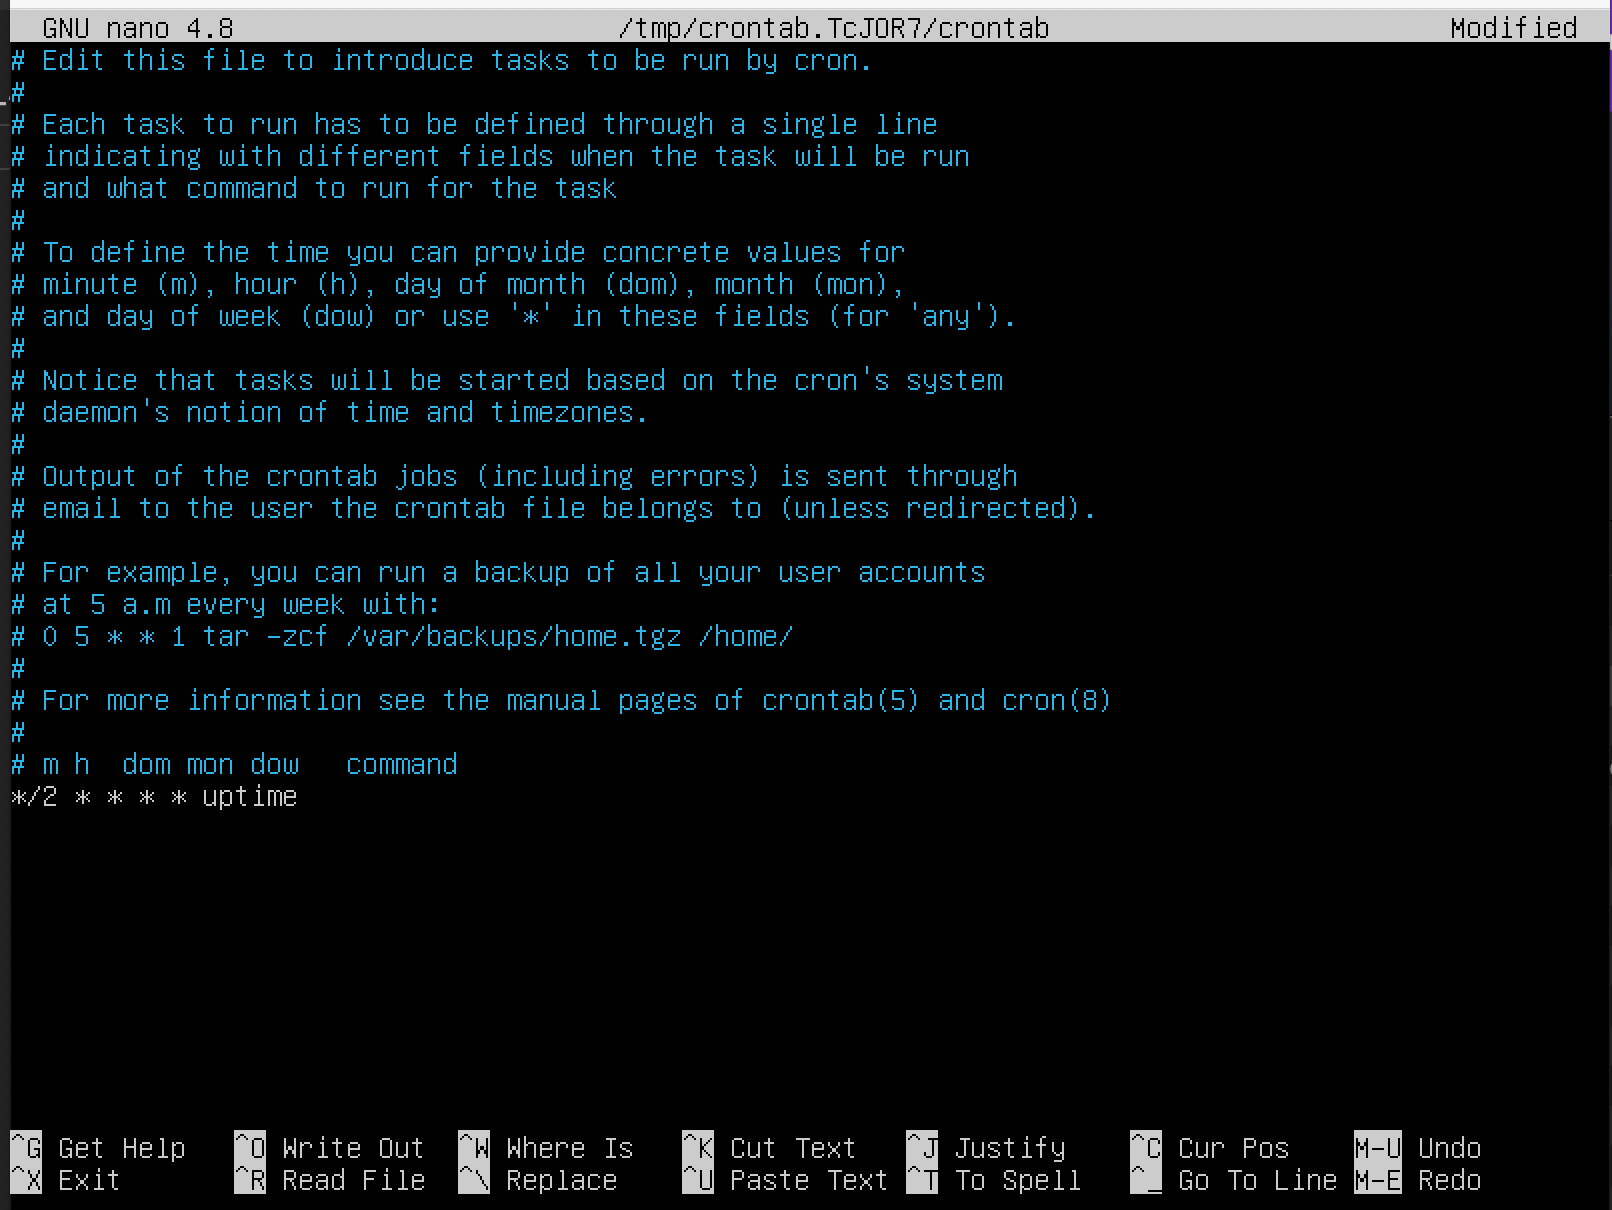 GNU nano 4.8 /tmp/crontab.TcJOR7/crontab Modified
# Edit this file to introduce tasks to be run by cron.
#
# Each task to run has to be defined through a single line
# indicating with different fields when the task will be run
# and what command to run for the task
#
# To define the time you can provide concrete values for
# minute (m), hour (h), day of month (dom), month (mon),
# and day of week (dow) or use '*' in these fields (for 'any').
#
# Notice that tasks will be started based on the cron's system
# daemon's notion of time and timezones.
#
# Output of the crontab jobs (including errors) is sent through
# email to the user the crontab file belongs to (unless redirected).
#
# For example, you can run a backup of all your user accounts
# at 5 a.m every week with:
# 0 5 * * 1 tar -zcf /var/backups/home.tgz /home/
#
# For more information see the manual pages of crontab(5) and cron(8)
#
# m h  dom mon dow   command
*/2 * * * * uptime
^G Get Help ^O Write Out ^W Where Is ^K Cut Text ^J Justify ^C Cur Pos M-U Undo
^X Exit ^R Read File ^\ Replace ^U Paste Text ^T To Spell ^_ Go To Line M-E Redo